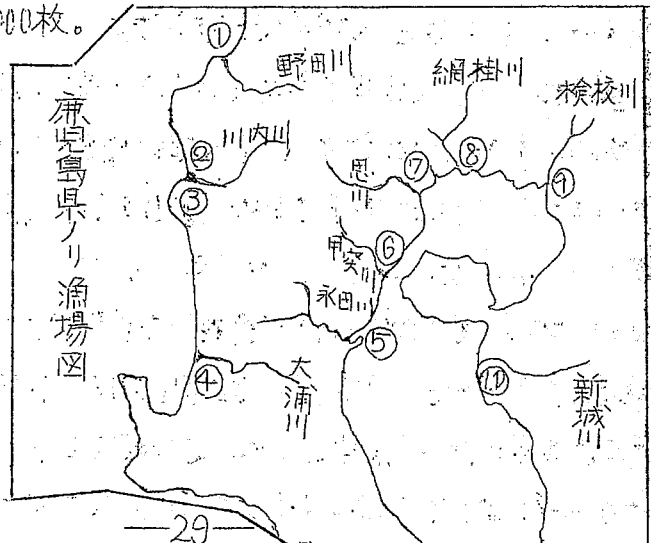 00枚。
①
野田川
網掛川
検校川
鹿児島県ノリ漁場図
②
川内川
③
思川
⑦
⑧
⑨
甲突川
⑥
永田川
⑤
④
大浦川
⑩
新城川
—29—